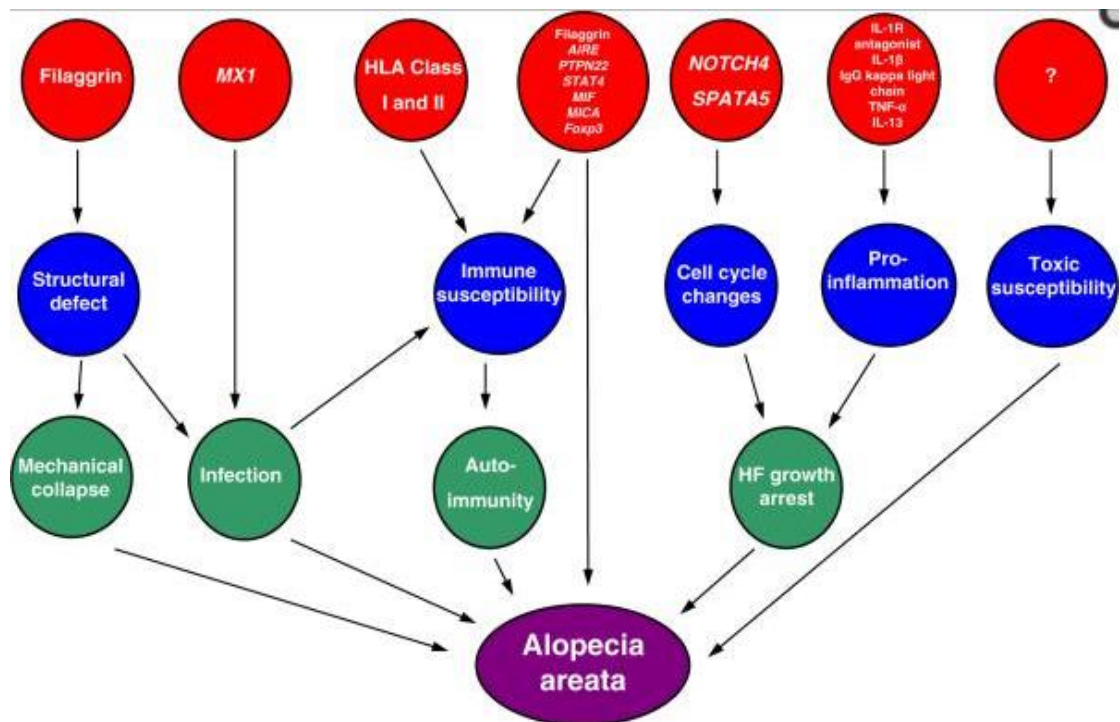 Filaggrin
MX1
HLA Class
I and II
Filaggrin
AIRE
PTPN22
STAT4
MIF
MICA
Foxp3
NOTCH4
SPATA5
IL-1R
antagonist
IL-1β
IgG kappa light
chain
TNF-α
IL-13
?
Structural
defect
Immune
susceptibility
Cell cycle
changes
Pro-
inflammation
Toxic
susceptibility
Mechanical
collapse
Infection
Auto-
immunity
HF growth
arrest
Alopecia
areata